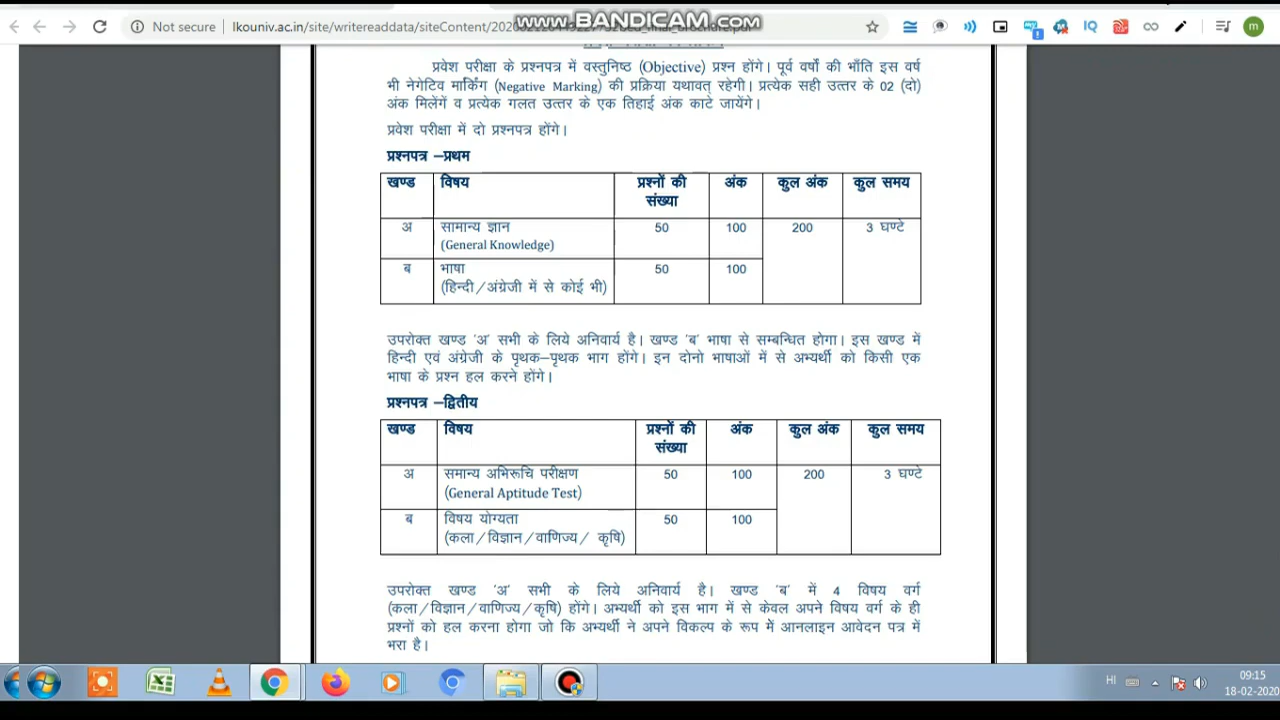 Not secure
lkouniv.ac.in/site/writereaddata/siteContent/
www.BANDICAM.com
प्रवेश परीक्षा के प्रश्नपत्र में वस्तुनिष्ठ (Objective) प्रश्न होंगे। पूर्व वर्षों की भाँति इस वर्ष
भी नेगेटिव मार्किंग (Negative Marking) की प्रक्रिया यथावत् रहेगी। प्रत्येक सही उत्तर के 02 (दो)
अंक मिलेंगें व प्रत्येक गलत उत्तर के एक तिहाई अंक काटे जायेंगे।
प्रवेश परीक्षा में दो प्रश्नपत्र होंगे।
प्रश्नपत्र –प्रथम
खण्ड विषय प्रश्नों की संख्या अंक कुल अंक कुल समय
अ सामान्य ज्ञान 50 100 200 3 घण्टे
(General Knowledge)
ब भाषा 50 100
(हिन्दी/अंग्रेजी में से कोई भी)
उपरोक्त खण्ड 'अ' सभी के लिये अनिवार्य है। खण्ड 'ब' भाषा से सम्बन्धित होगा। इस खण्ड में
हिन्दी एवं अंग्रेजी के पृथक–पृथक भाग होंगे। इन दोनो भाषाओं में से अभ्यर्थी को किसी एक
भाषा के प्रश्न हल करने होंगे।
प्रश्नपत्र –द्वितीय
खण्ड विषय प्रश्नों की संख्या अंक कुल अंक कुल समय
अ समान्य अभिरूचि परीक्षण 50 100 200 3 घण्टे
(General Aptitude Test)
ब विषय योग्यता 50 100
(कला/विज्ञान/वाणिज्य/ कृषि)
उपरोक्त खण्ड 'अ' सभी के लिये अनिवार्य है। खण्ड 'ब' में 4 विषय वर्ग
(कला/विज्ञान/वाणिज्य/कृषि) होंगे। अभ्यर्थी को इस भाग में से केवल अपने विषय वर्ग के ही
प्रश्नों को हल करना होगा जो कि अभ्यर्थी ने अपने विकल्प के रूप में आनलाइन आवेदन पत्र में
भरा है।
HI
09:15
18-02-2020